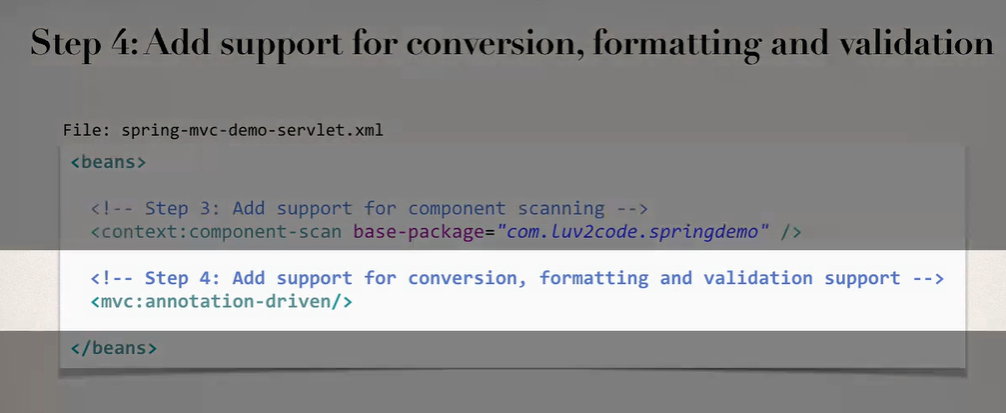 Step 4: Add support for conversion, formatting and validation
File: spring-mvc-demo-servlet.xml
<beans>
<!-- Step 3: Add support for component scanning -->
<context:component-scan base-package="com.luv2code.springdemo" />
<!-- Step 4: Add support for conversion, formatting and validation support -->
<mvc:annotation-driven/>
</beans>